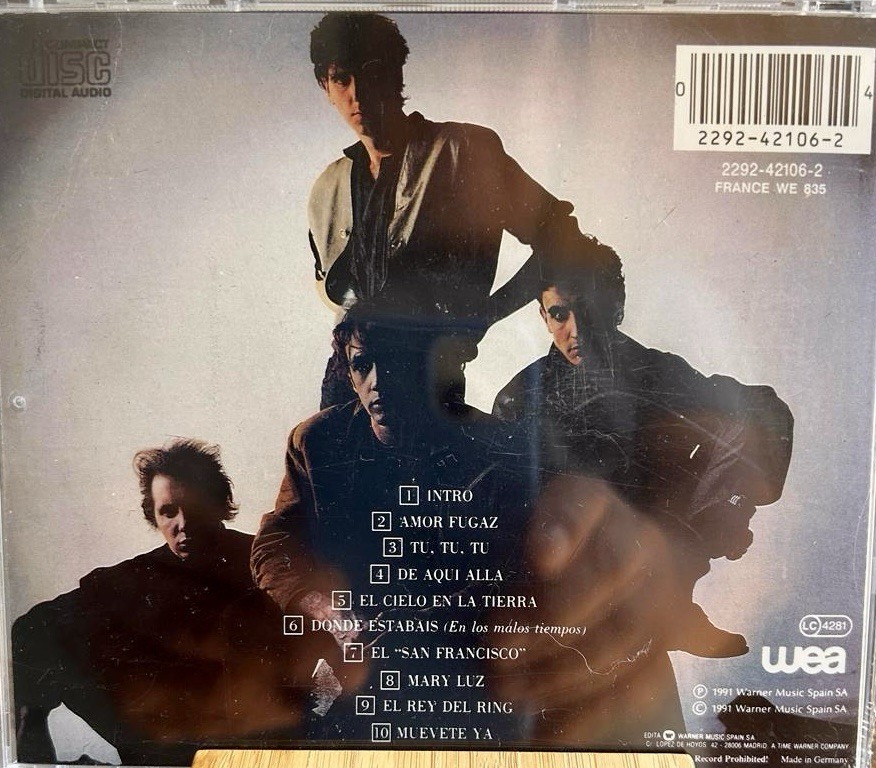 COMPACT
DISC
DIGITAL AUDIO
0 4
2292-42106-2
2292-42106-2
FRANCE WE 835
1 INTRO
2 AMOR FUGAZ
3 TU, TU, TU
4 DE AQUI ALLA
5 EL CIELO EN LA TIERRA
6 DONDE ESTABAIS (En los malos tiempos)
7 EL “SAN FRANCISCO”
8 MARY LUZ
9 EL REY DEL RING
10 MUEVETE YA
LC 4281
wea
Ⓟ 1991 Warner Music Spain SA
© 1991 Warner Music Spain SA
EDITA WARNER MUSIC SPAIN SA
C/ LOPEZ DE HOYOS, 42 - 28006 MADRID. A TIME WARNER COMPANY
Record Prohibited! Made in Germany